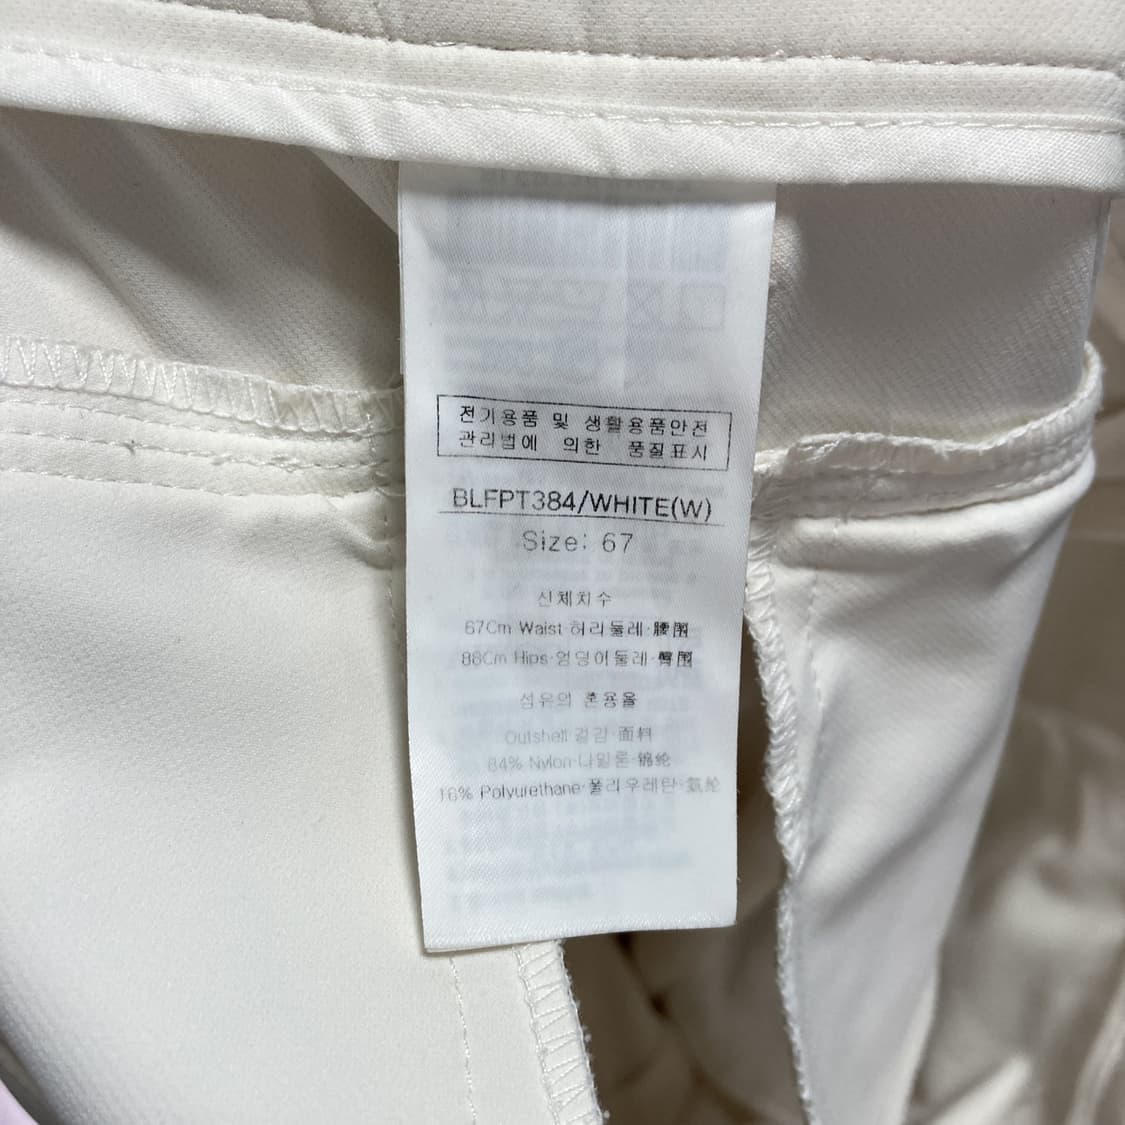 전기용품 및 생활용품안전
관리법에 의한 품질표시
BLFPT384/WHITE(W)
Size: 67
신체치수
67Cm Waist·허리둘레·腰围
88Cm Hips·엉덩이둘레·臀围
섬유의 혼용율
Outshell·겉감·面料
84% Nylon·나일론·锦纶
16% Polyurethane·폴리우레탄·氨纶